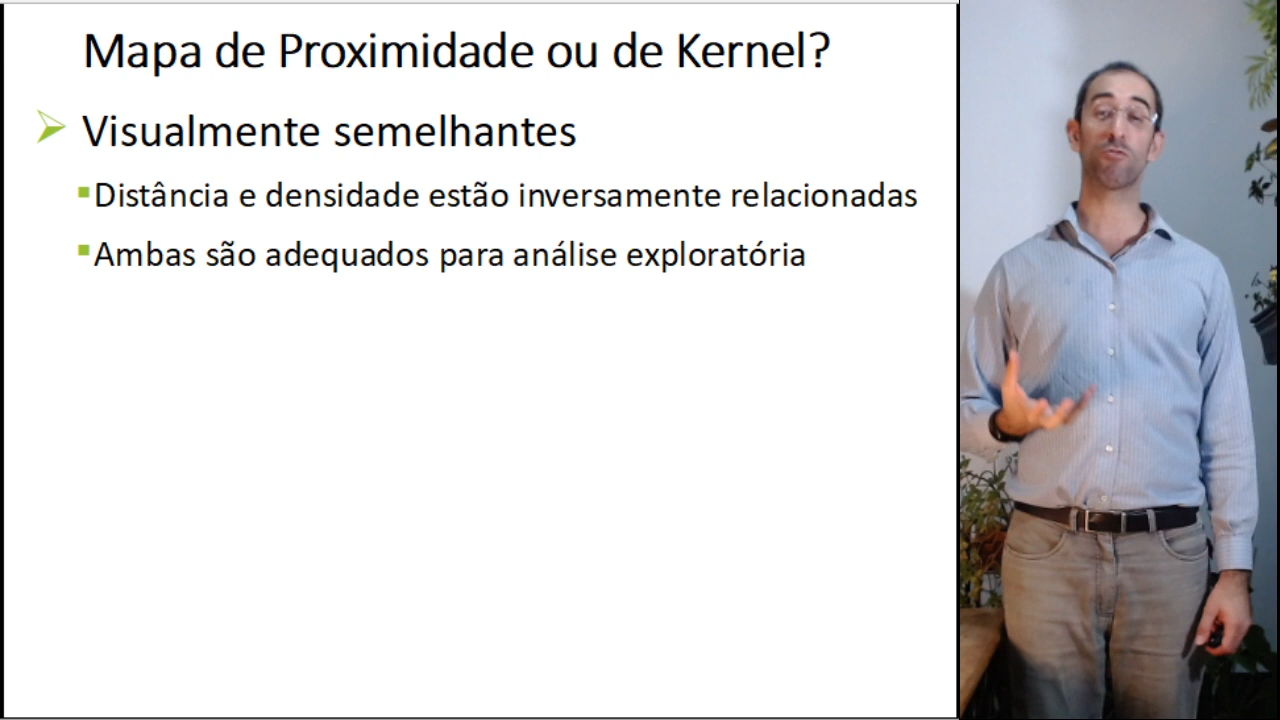 Mapa de Proximidade ou de Kernel?
Visualmente semelhantes
Distância e densidade estão inversamente relacionadas
Ambas são adequados para análise exploratória